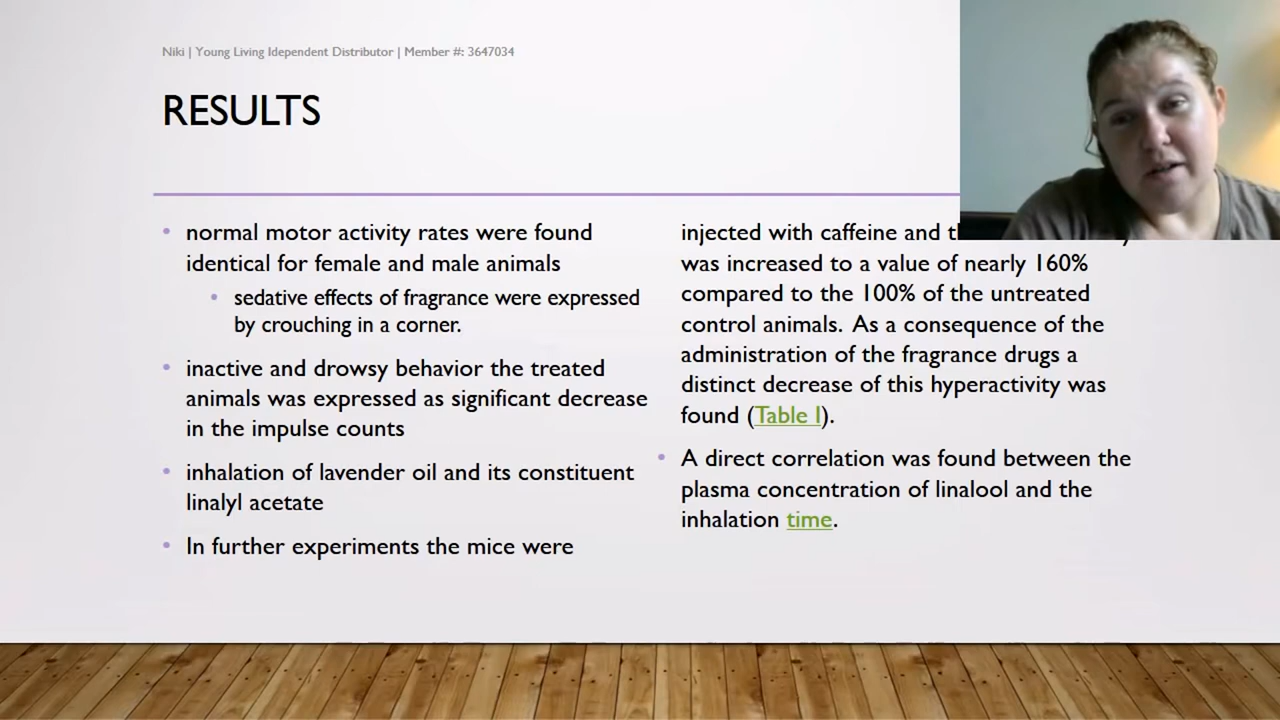 Niki | Young Living Idependent Distributor | Member #: 3647034
RESULTS
normal motor activity rates were found
identical for female and male animals
sedative effects of fragrance were expressed
by crouching in a corner.
inactive and drowsy behavior the treated
animals was expressed as significant decrease
in the impulse counts
inhalation of lavender oil and its constituent
linalyl acetate
In further experiments the mice were
injected with caffeine and
was increased to a value of nearly 160%
compared to the 100% of the untreated
control animals. As a consequence of the
administration of the fragrance drugs a
distinct decrease of this hyperactivity was
found (Table I).
A direct correlation was found between the
plasma concentration of linalool and the
inhalation time.